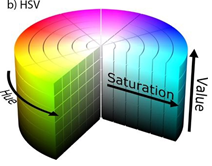 b) HSV
Hue
Saturation
Value